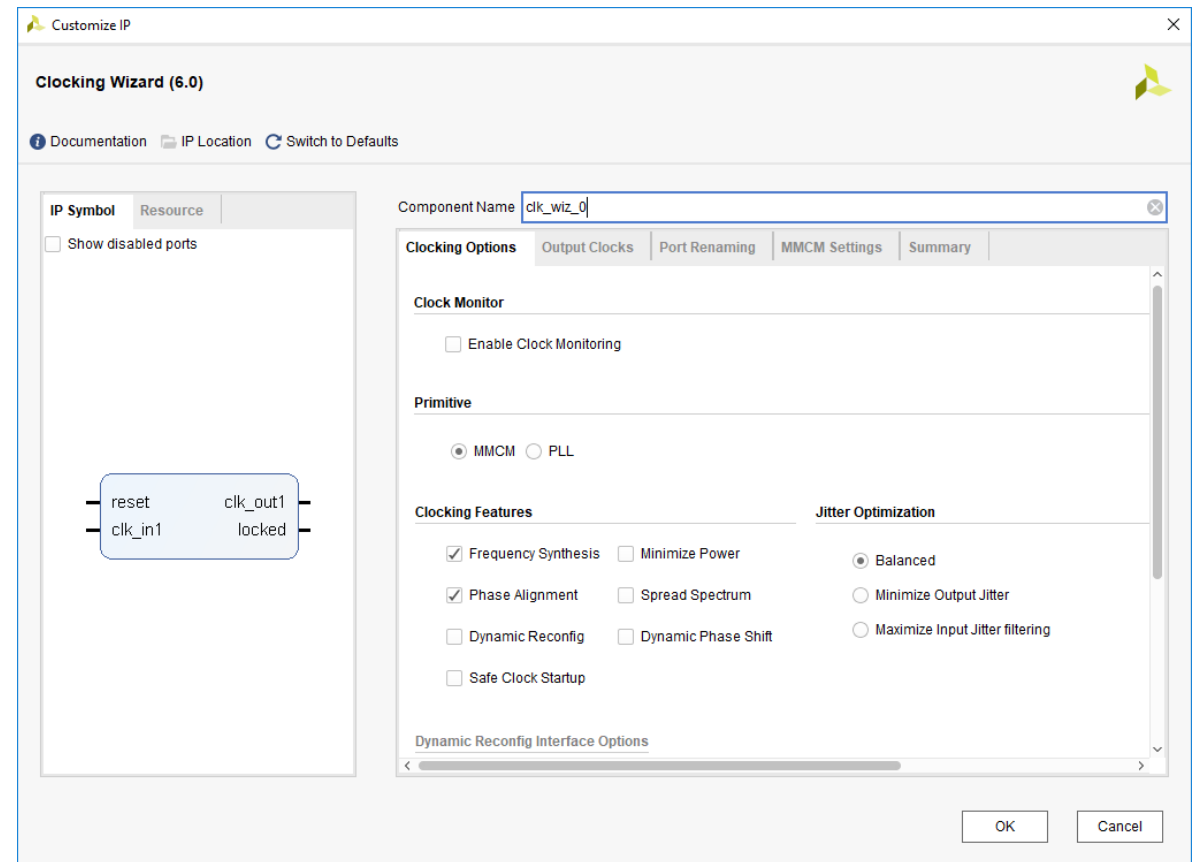 Customize IP
Clocking Wizard (6.0)
Documentation IP Location Switch to Defaults
IP Symbol Resource
Show disabled ports
reset clk_out1
clk_in1 locked
Component Name clk_wiz_0
Clocking Options Output Clocks Port Renaming MMCM Settings Summary
Clock Monitor
Enable Clock Monitoring
Primitive
MMCM PLL
Clocking Features Jitter Optimization
Frequency Synthesis Minimize Power Balanced
Phase Alignment Spread Spectrum Minimize Output Jitter
Dynamic Reconfig Dynamic Phase Shift Maximize Input Jitter filtering
Safe Clock Startup
Dynamic Reconfig Interface Options
OK Cancel